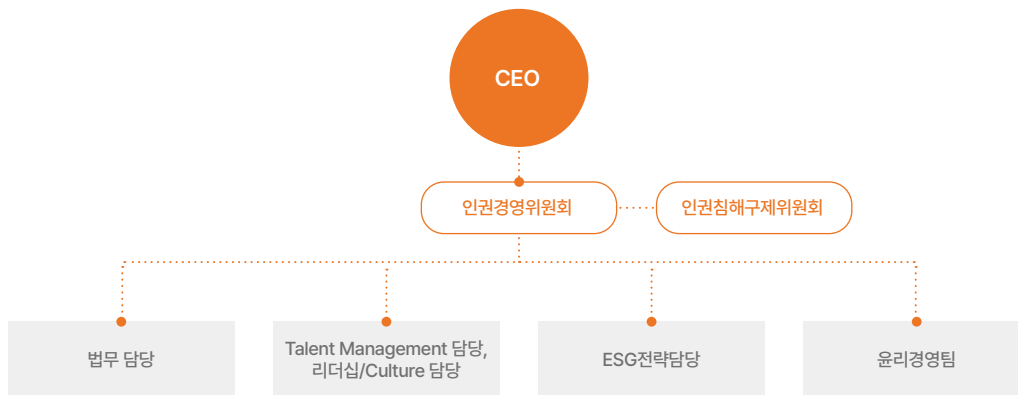 CEO
인권경영위원회
인권침해구제위원회
법무 담당
Talent Management 담당,
리더십/Culture 담당
ESG전략담당
윤리경영팀